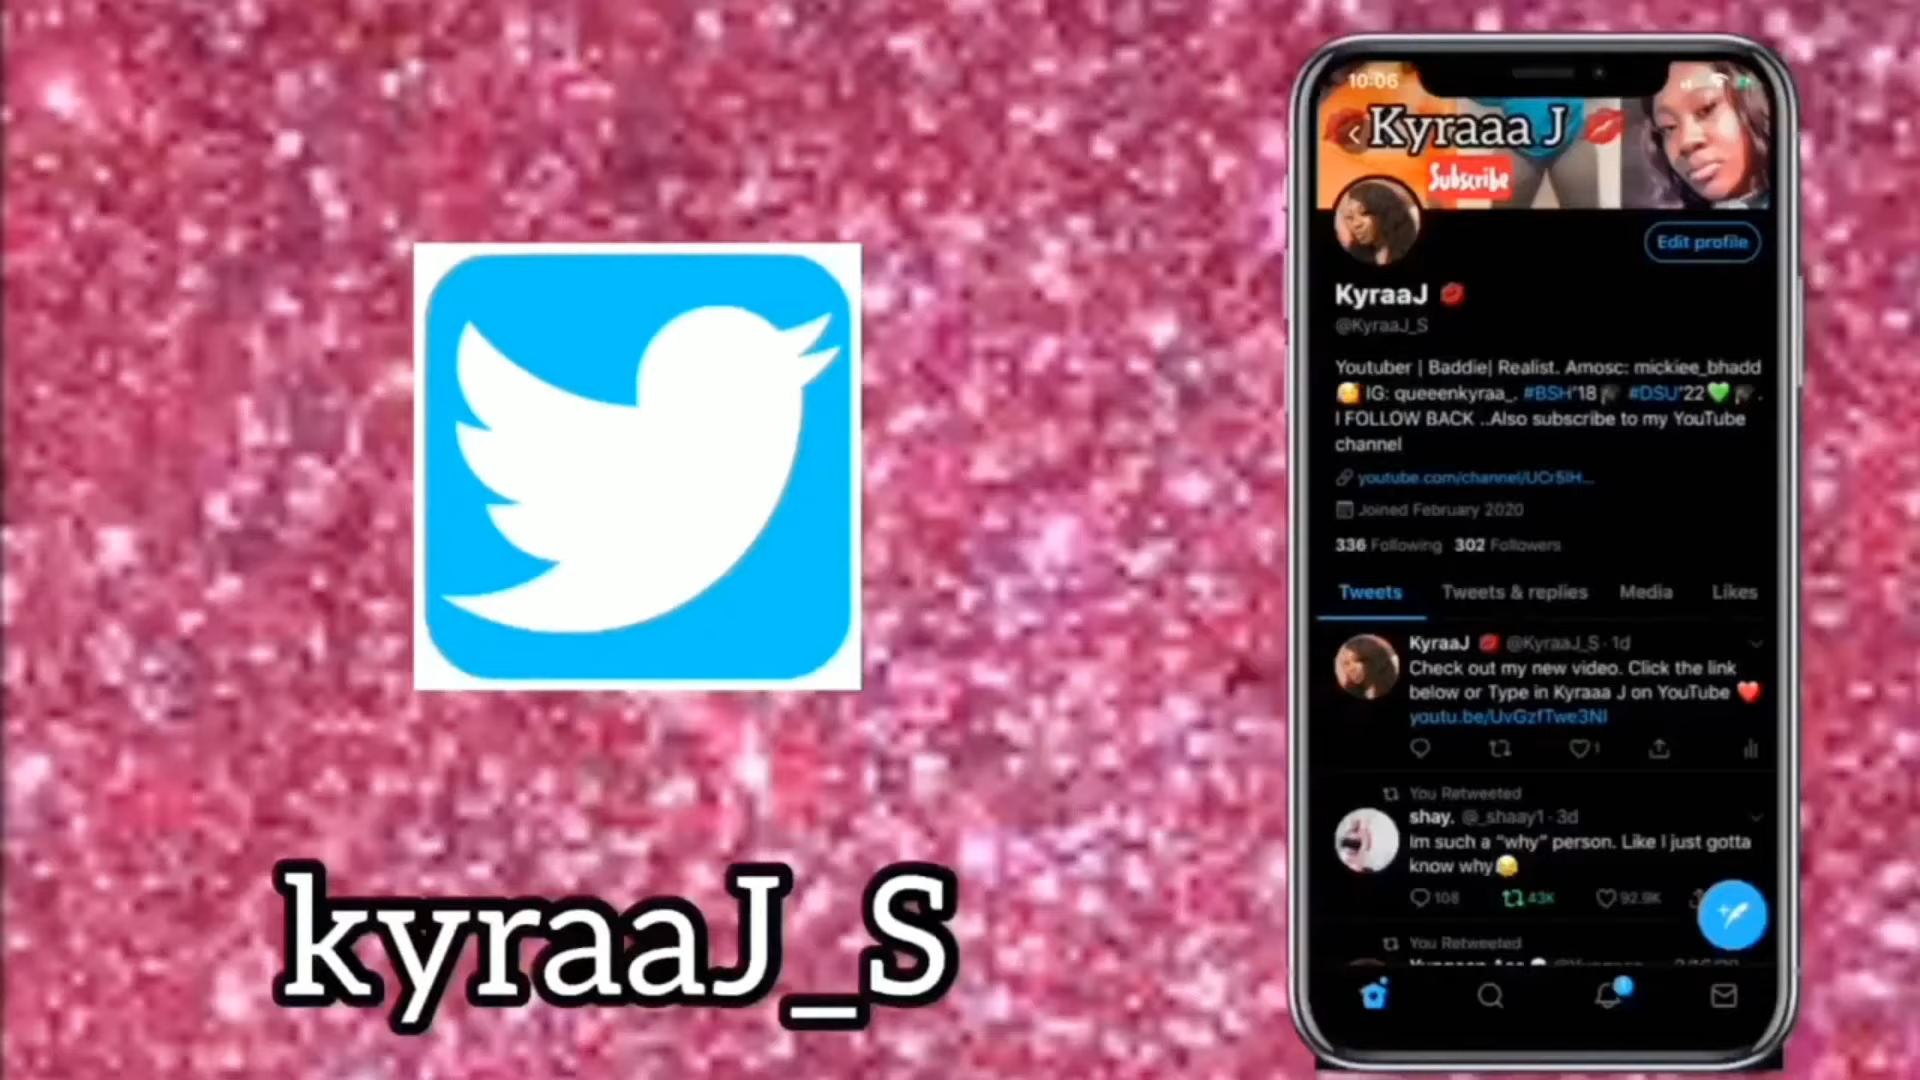 kyraaJ_S
10:06
Kyraaa J
Subscribe
Edit profile
KyraaJ 💋
@KyraaJ_S
Youtuber | Baddie| Realist. Amosc: mickiee_bhadd
🥰 IG: queeenkyraa_. #BSH"18 🎓 #DSU"22💚 🎓.
I FOLLOW BACK ..Also subscribe to my YouTube
channel
youtube.com/channel/UCr5IH...
Joined February 2020
336 Following 302 Followers
Tweets Tweets & replies Media Likes
KyraaJ 💋 @KyraaJ_S · 1d
Check out my new video. Click the link
below or Type in Kyraaa J on YouTube ❤️
youtu.be/UvGzfTwe3NI
1
You Retweeted
shay. @_shaay1 · 3d
Im such a “why” person. Like I just gotta
know why😂
108 43K 92.9K
You Retweeted
1